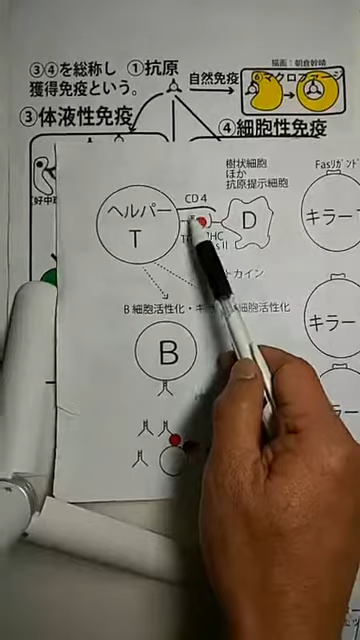 ③④を総称し
獲得免疫という。
①抗原
自然免疫
描画：朝倉幹晴
⑥マクロファージ
③体液性免疫
④細胞性免疫
樹状細胞
ほか
抗原提示細胞
Fasリガンド
CD4
ヘルパー
T
D
キラー
B細胞活性化・キ
細胞活性化
B
キラー